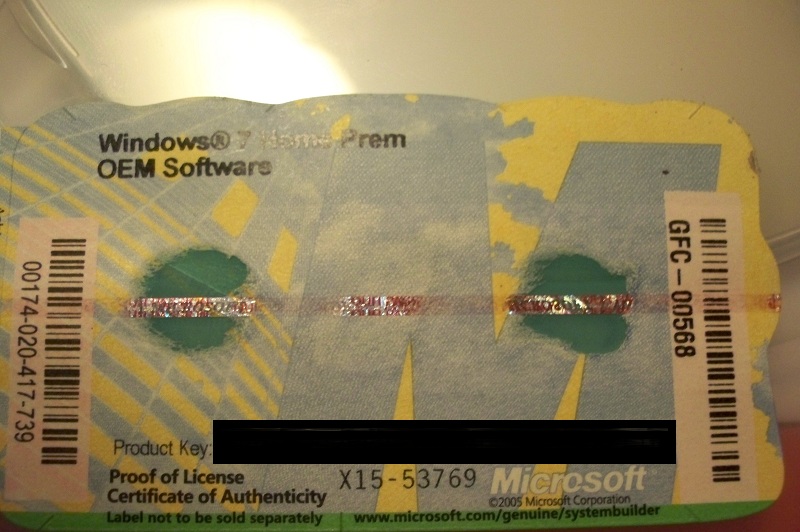 Windows® 7 Home Prem
OEM Software
00174-020-417-739
GFC-00568
Product Key:
Proof of License
Certificate of Authenticity
Label not to be sold separately
X15-53769
Microsoft
©2005 Microsoft Corporation
www.microsoft.com/genuine/systembuilder